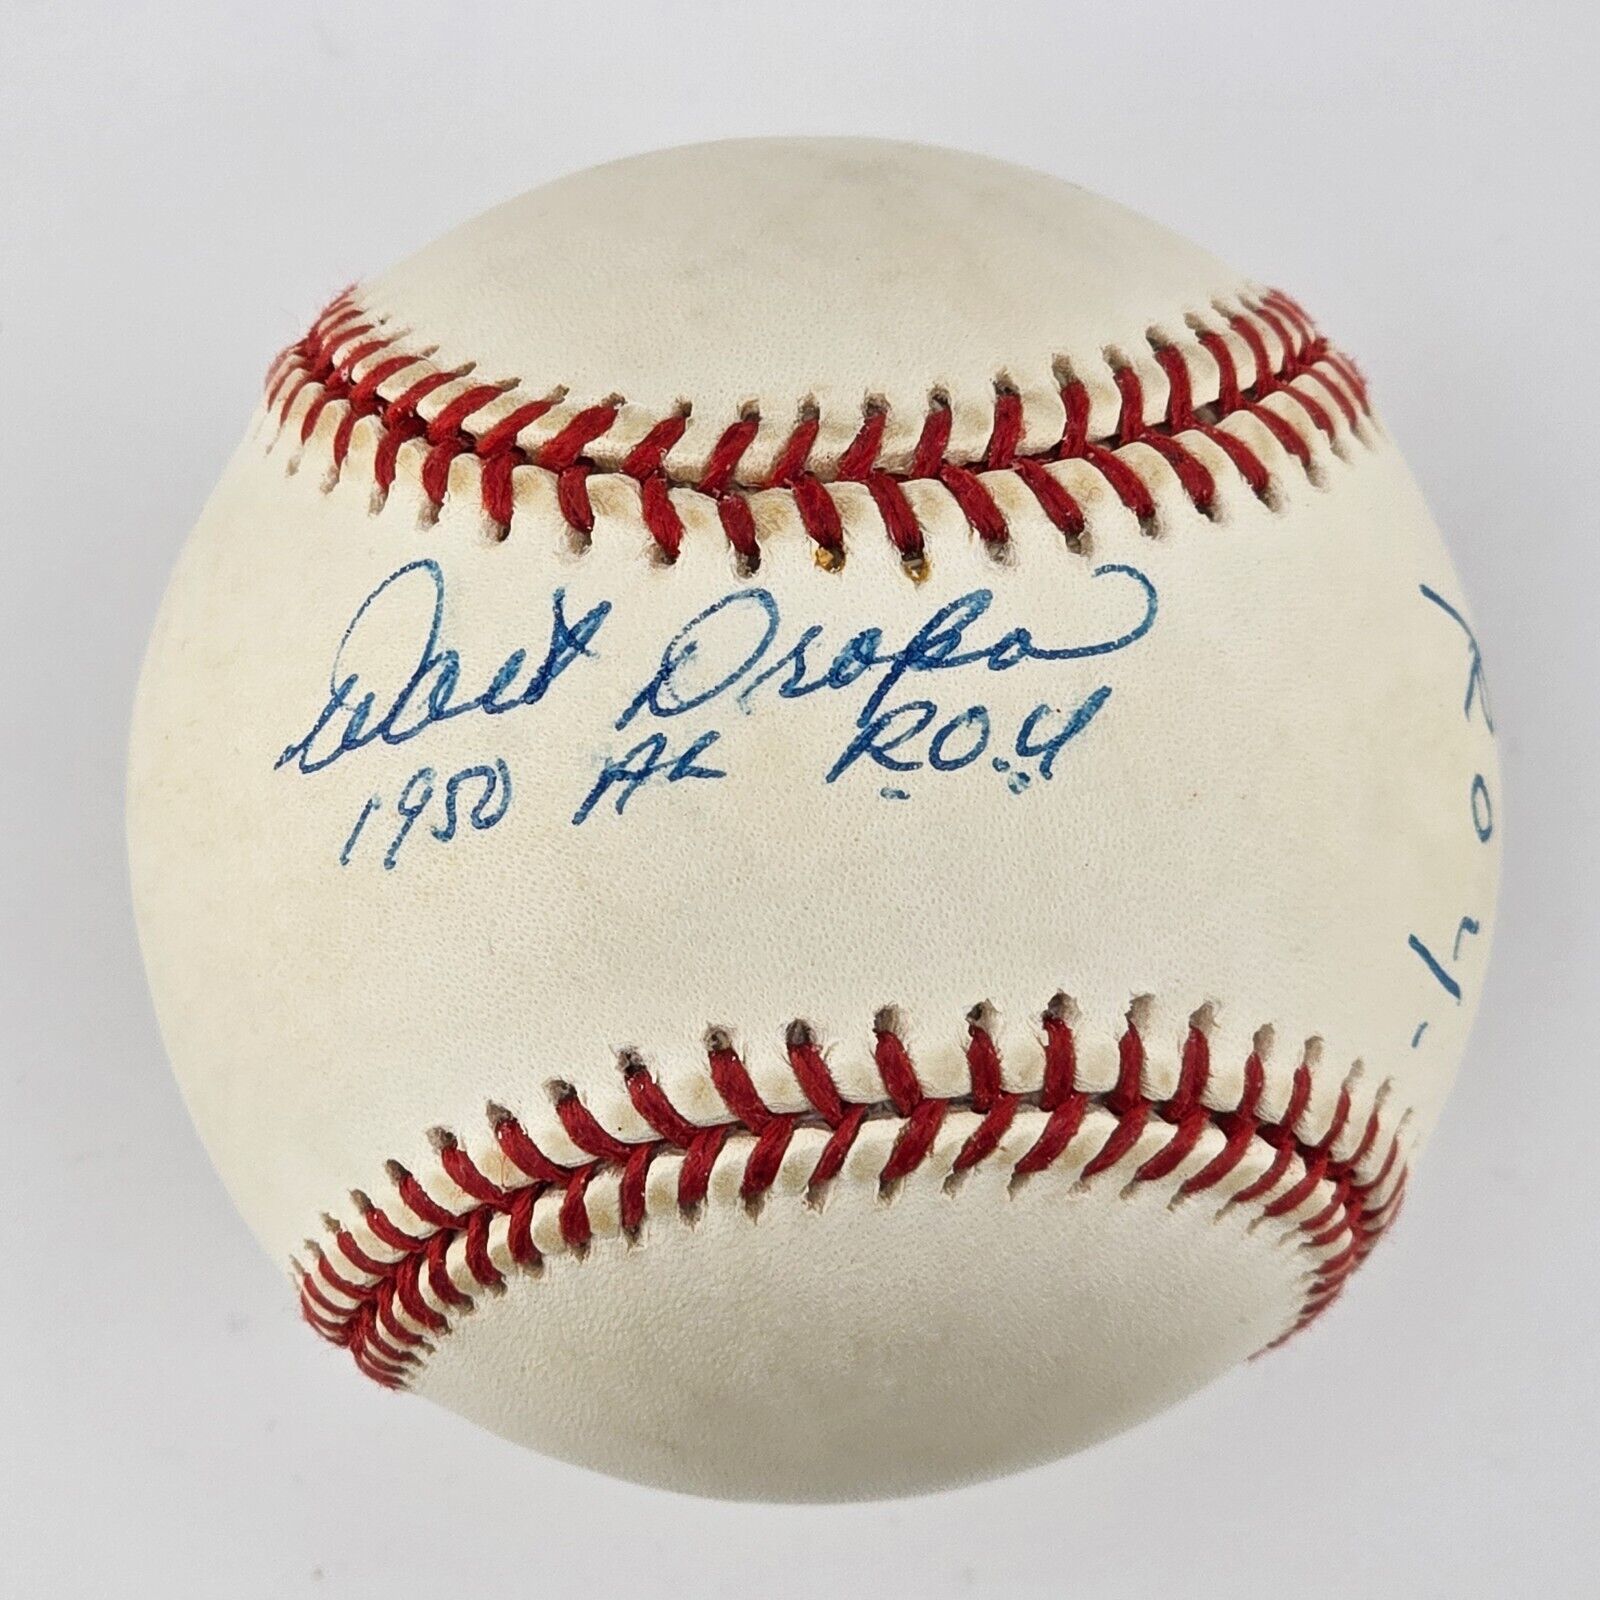 Walt Dropo
1950 AL R.O.Y
R O Y